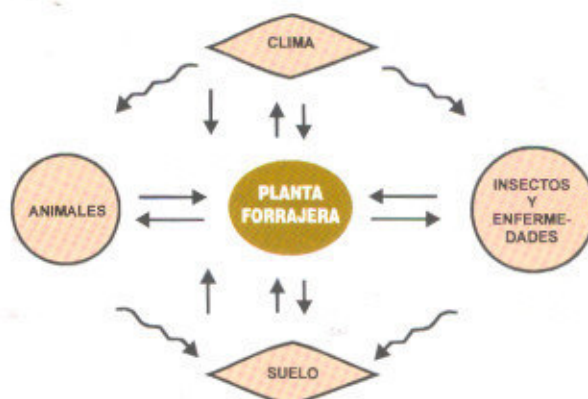 CLIMA
ANIMALES
PLANTA
FORRAJERA
INSECTOS
Y
ENFERME-
DADES
SUELO